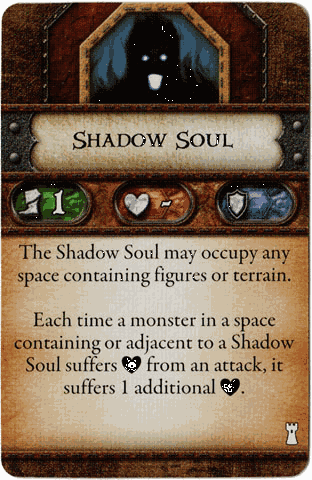 SHADOW SOUL
1 -
The Shadow Soul may occupy any
space containing figures or terrain.
Each time a monster in a space
containing or adjacent to a Shadow
Soul suffers from an attack, it
suffers 1 additional .